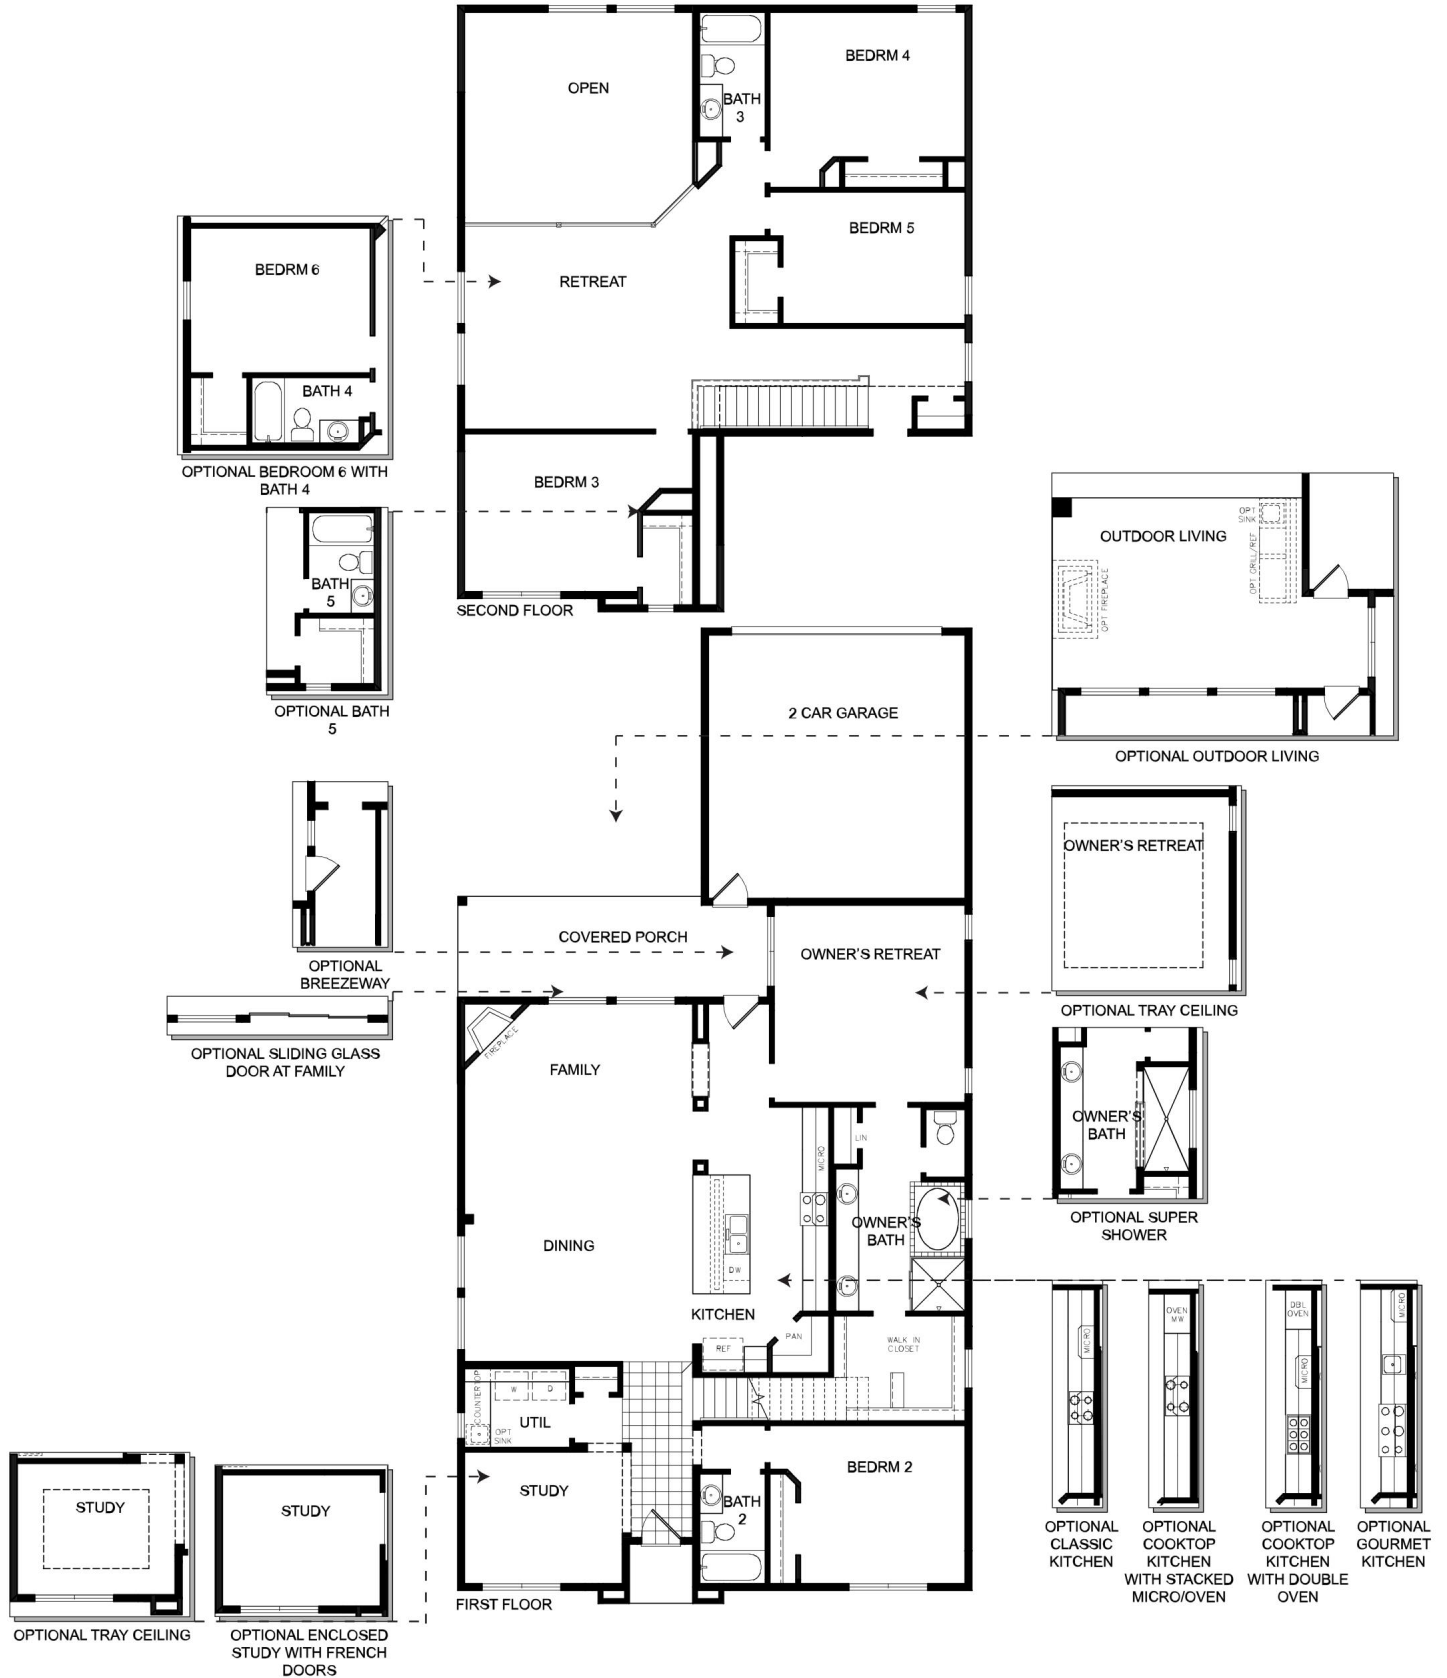 OPEN
BATH
3
BEDRM 4
BEDRM 5
RETREAT
BEDRM 6
BATH 4
OPTIONAL BEDROOM 6 WITH
BATH 4
BEDRM 3
SECOND FLOOR
BATH
5
OPTIONAL BATH
5
OUTDOOR LIVING
OPT
SINK
OPT GRILL/REF
OPT FIREPLACE
OPTIONAL OUTDOOR LIVING
2 CAR GARAGE
OPTIONAL
BREEZEWAY
COVERED PORCH
OWNER'S RETREAT
OWNER'S RETREAT
OPTIONAL TRAY CEILING
OPTIONAL SLIDING GLASS
DOOR AT FAMILY
FIREPLACE
FAMILY
LIN
MICRO
OWNER'S
BATH
OPTIONAL SUPER
SHOWER
DINING
DW
OWNER'S
BATH
KITCHEN
REF
PAN
WALK IN
CLOSET
COUNTERTOP
W
D
UTIL
OPT
SINK
STUDY
BATH
2
BEDRM 2
FIRST FLOOR
STUDY
OPTIONAL TRAY CEILING
STUDY
OPTIONAL ENCLOSED
STUDY WITH FRENCH
DOORS
MICRO
OPTIONAL
CLASSIC
KITCHEN
OVEN
MW
OPTIONAL
COOKTOP
KITCHEN
WITH STACKED
MICRO/OVEN
DBL
OVEN
MICRO
OPTIONAL
COOKTOP
KITCHEN
WITH DOUBLE
OVEN
MICRO
OPTIONAL
GOURMET
KITCHEN